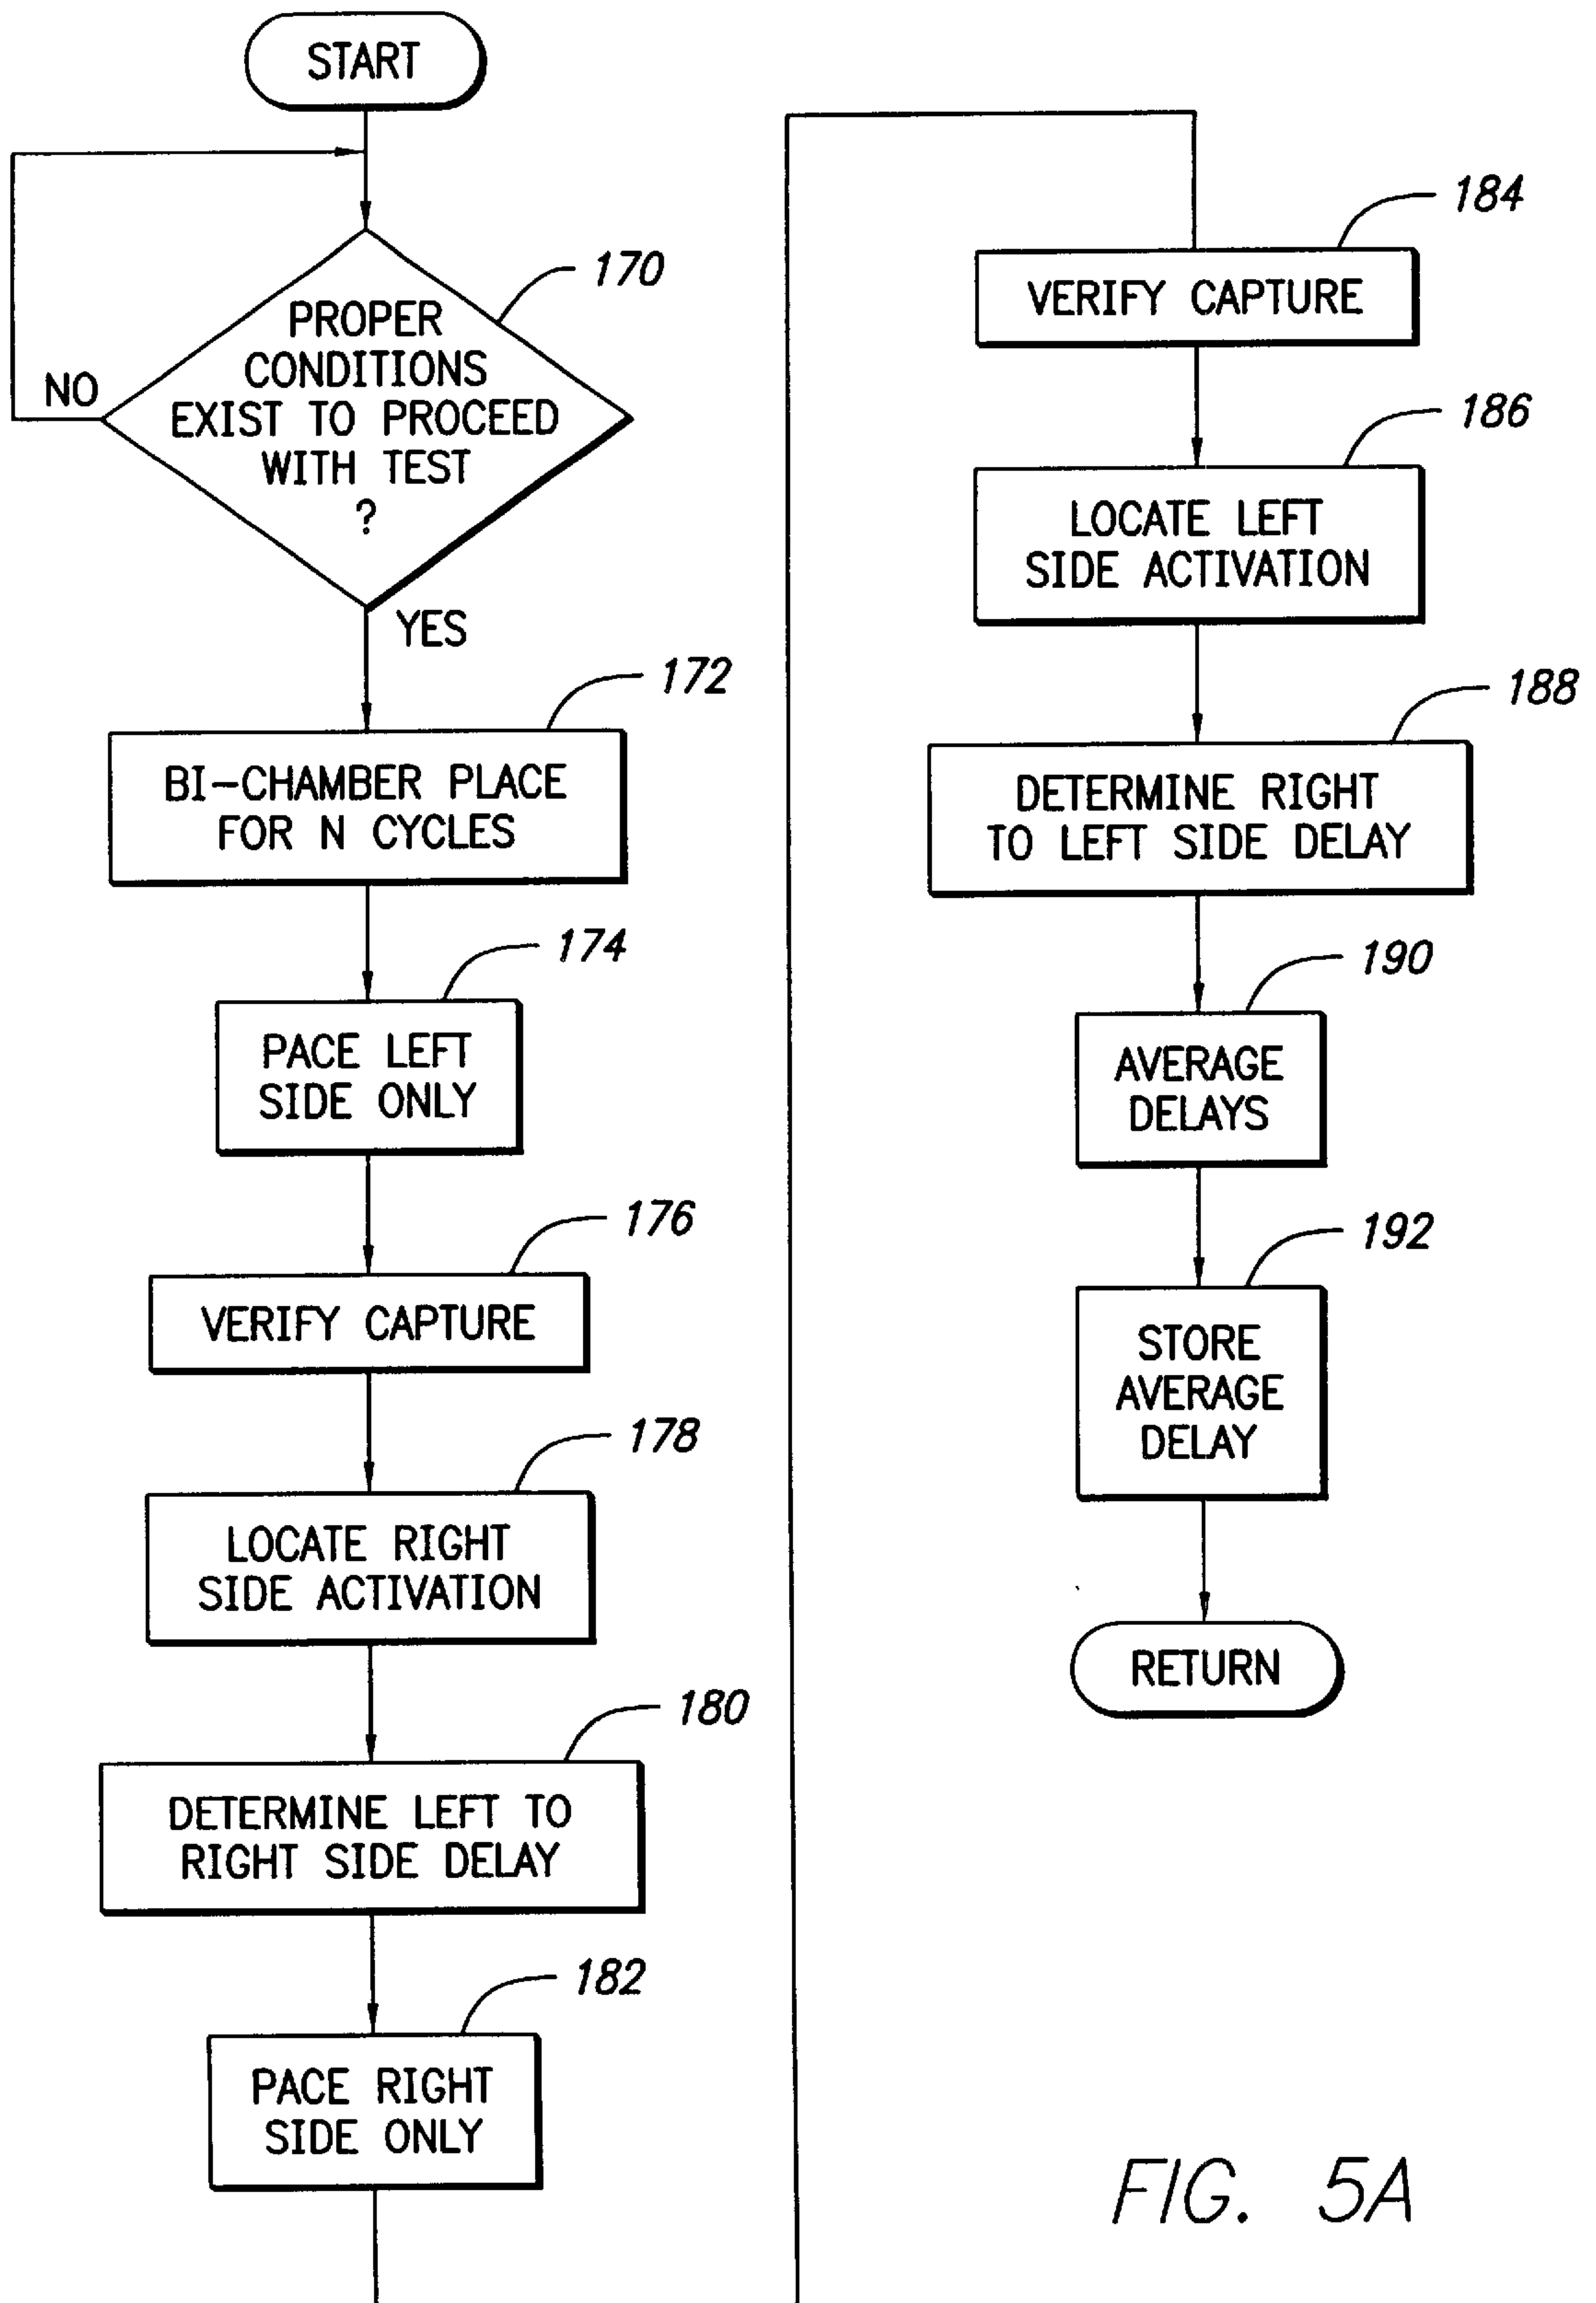 START
170
PROPER
CONDITIONS
EXIST TO PROCEED
WITH TEST
?
NO
YES
172
BI-CHAMBER PLACE
FOR N CYCLES
174
PACE LEFT
SIDE ONLY
176
VERIFY CAPTURE
178
LOCATE RIGHT
SIDE ACTIVATION
180
DETERMINE LEFT TO
RIGHT SIDE DELAY
182
PACE RIGHT
SIDE ONLY
184
VERIFY CAPTURE
186
LOCATE LEFT
SIDE ACTIVATION
188
DETERMINE RIGHT
TO LEFT SIDE DELAY
190
AVERAGE
DELAYS
192
STORE
AVERAGE
DELAY
RETURN
FIG. 5A